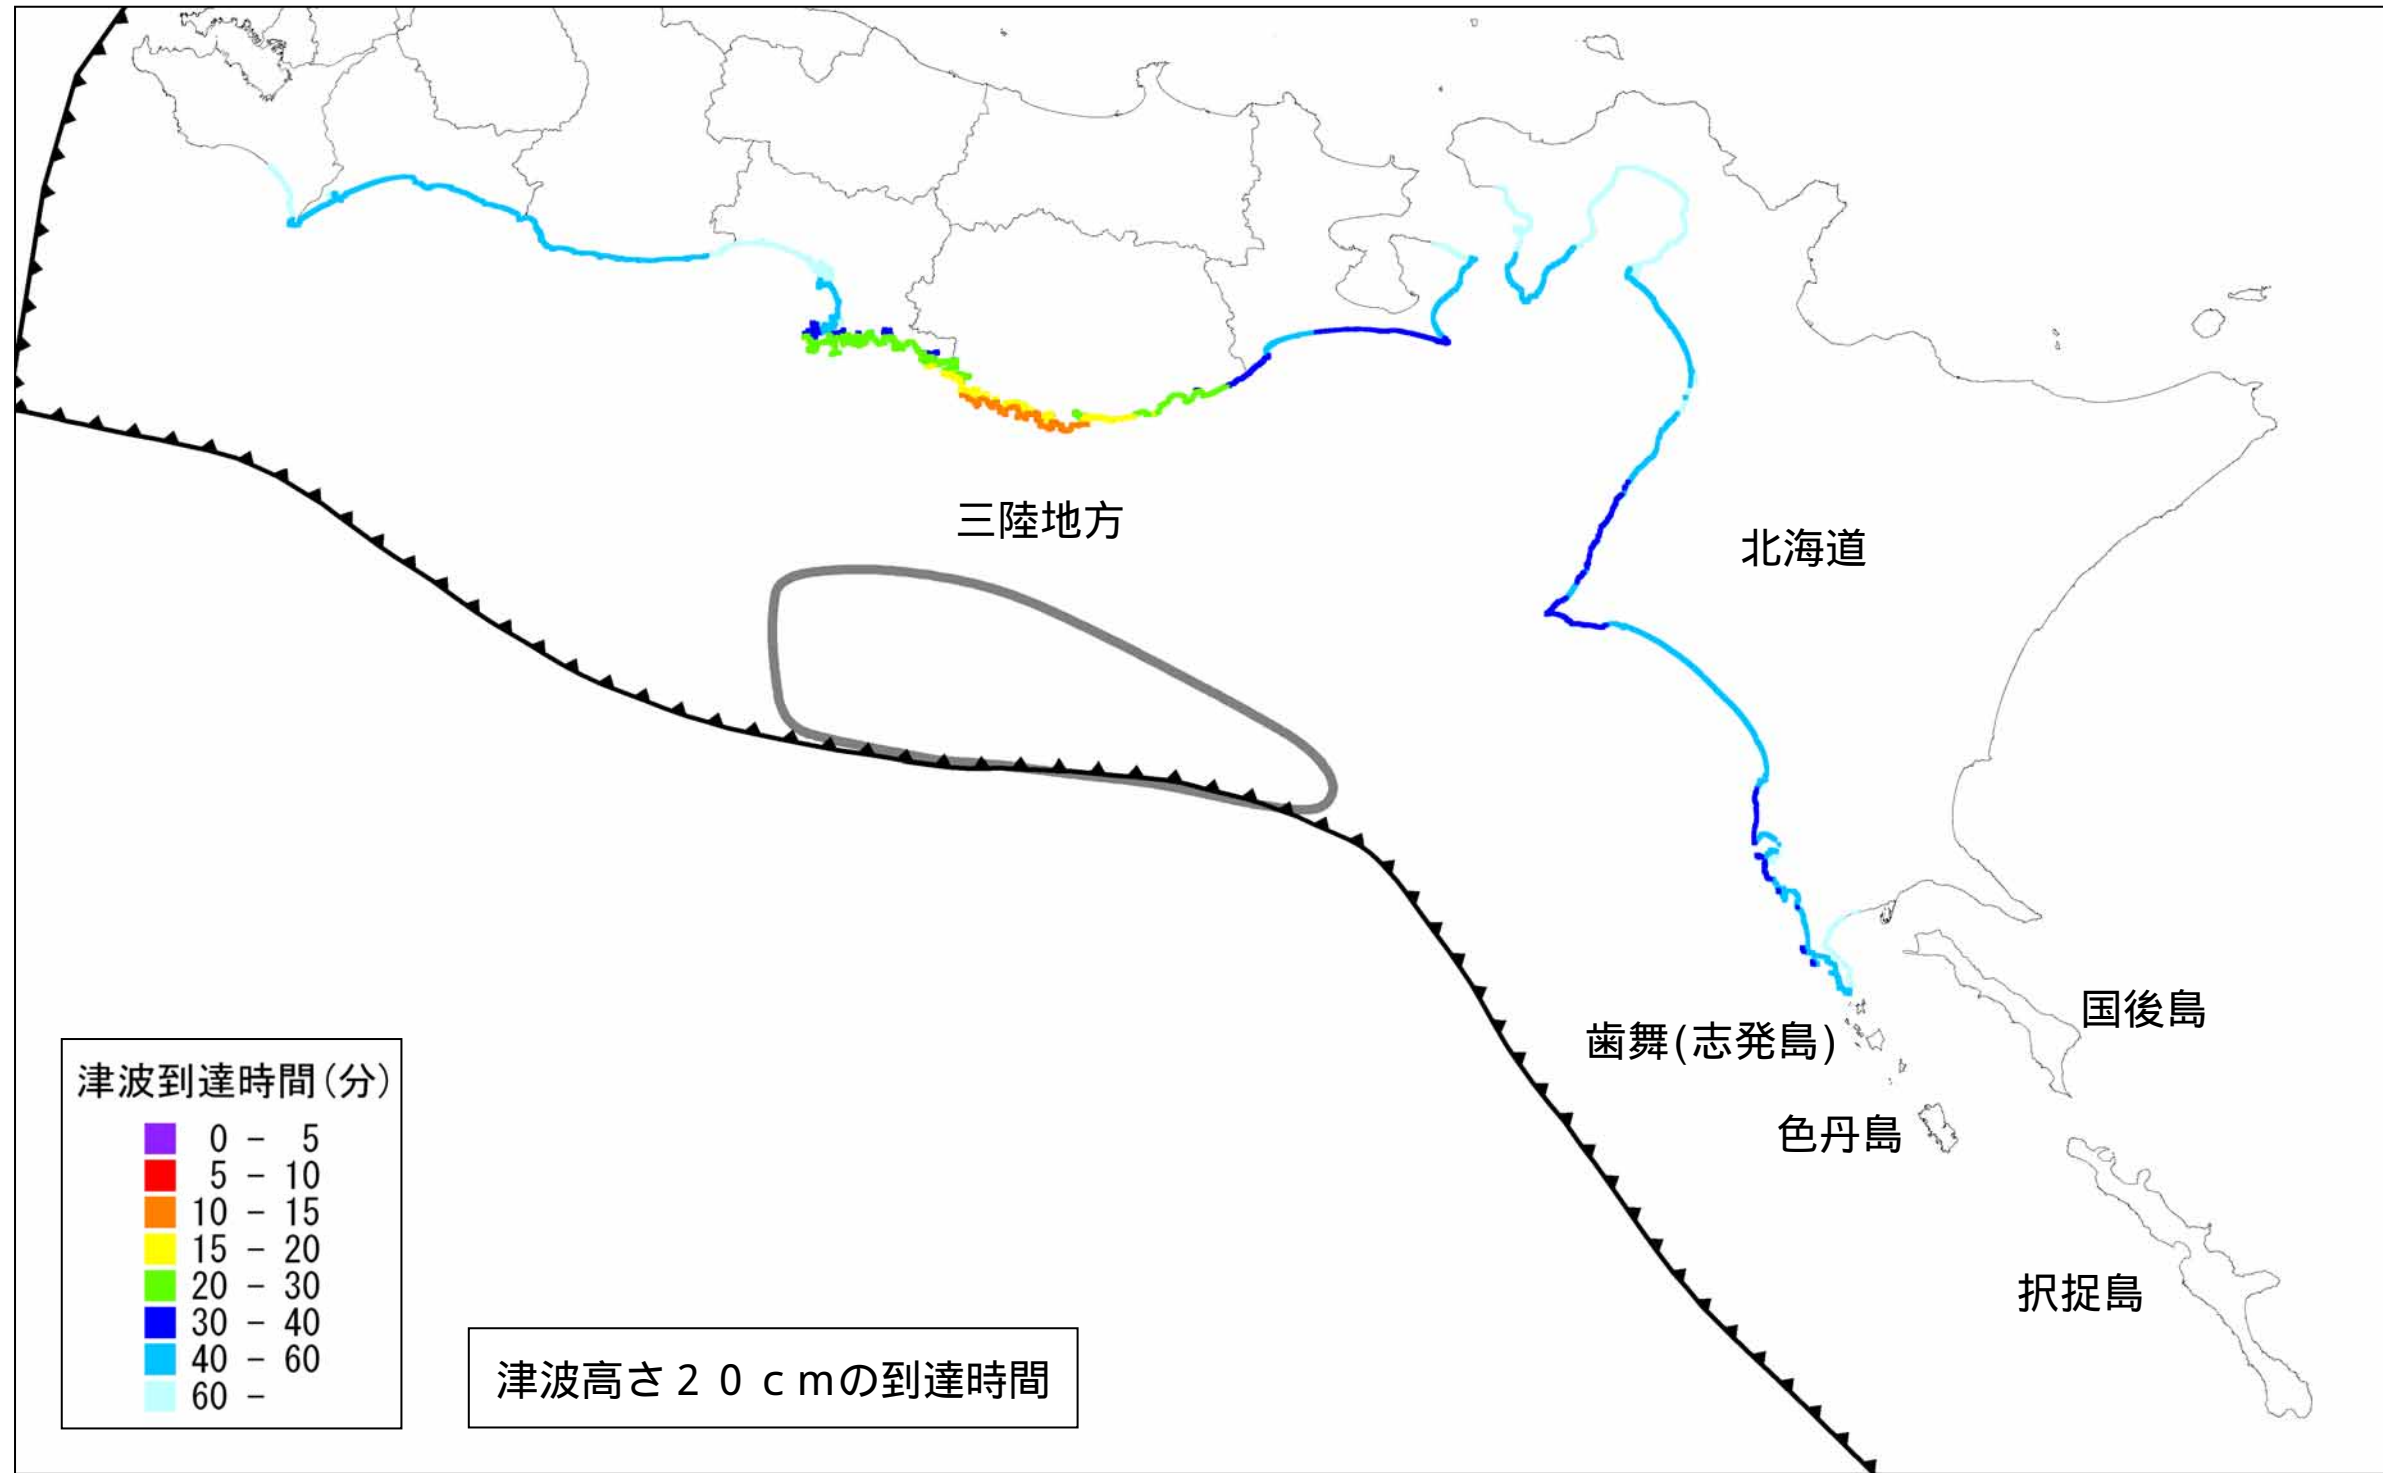 三陸地方
北海道
国後島
歯舞(志発島)
色丹島
択捉島
津波到達時間(分)
0 - 5
5 - 10
10 - 15
15 - 20
20 - 30
30 - 40
40 - 60
60 -
津波高さ20cmの到達時間